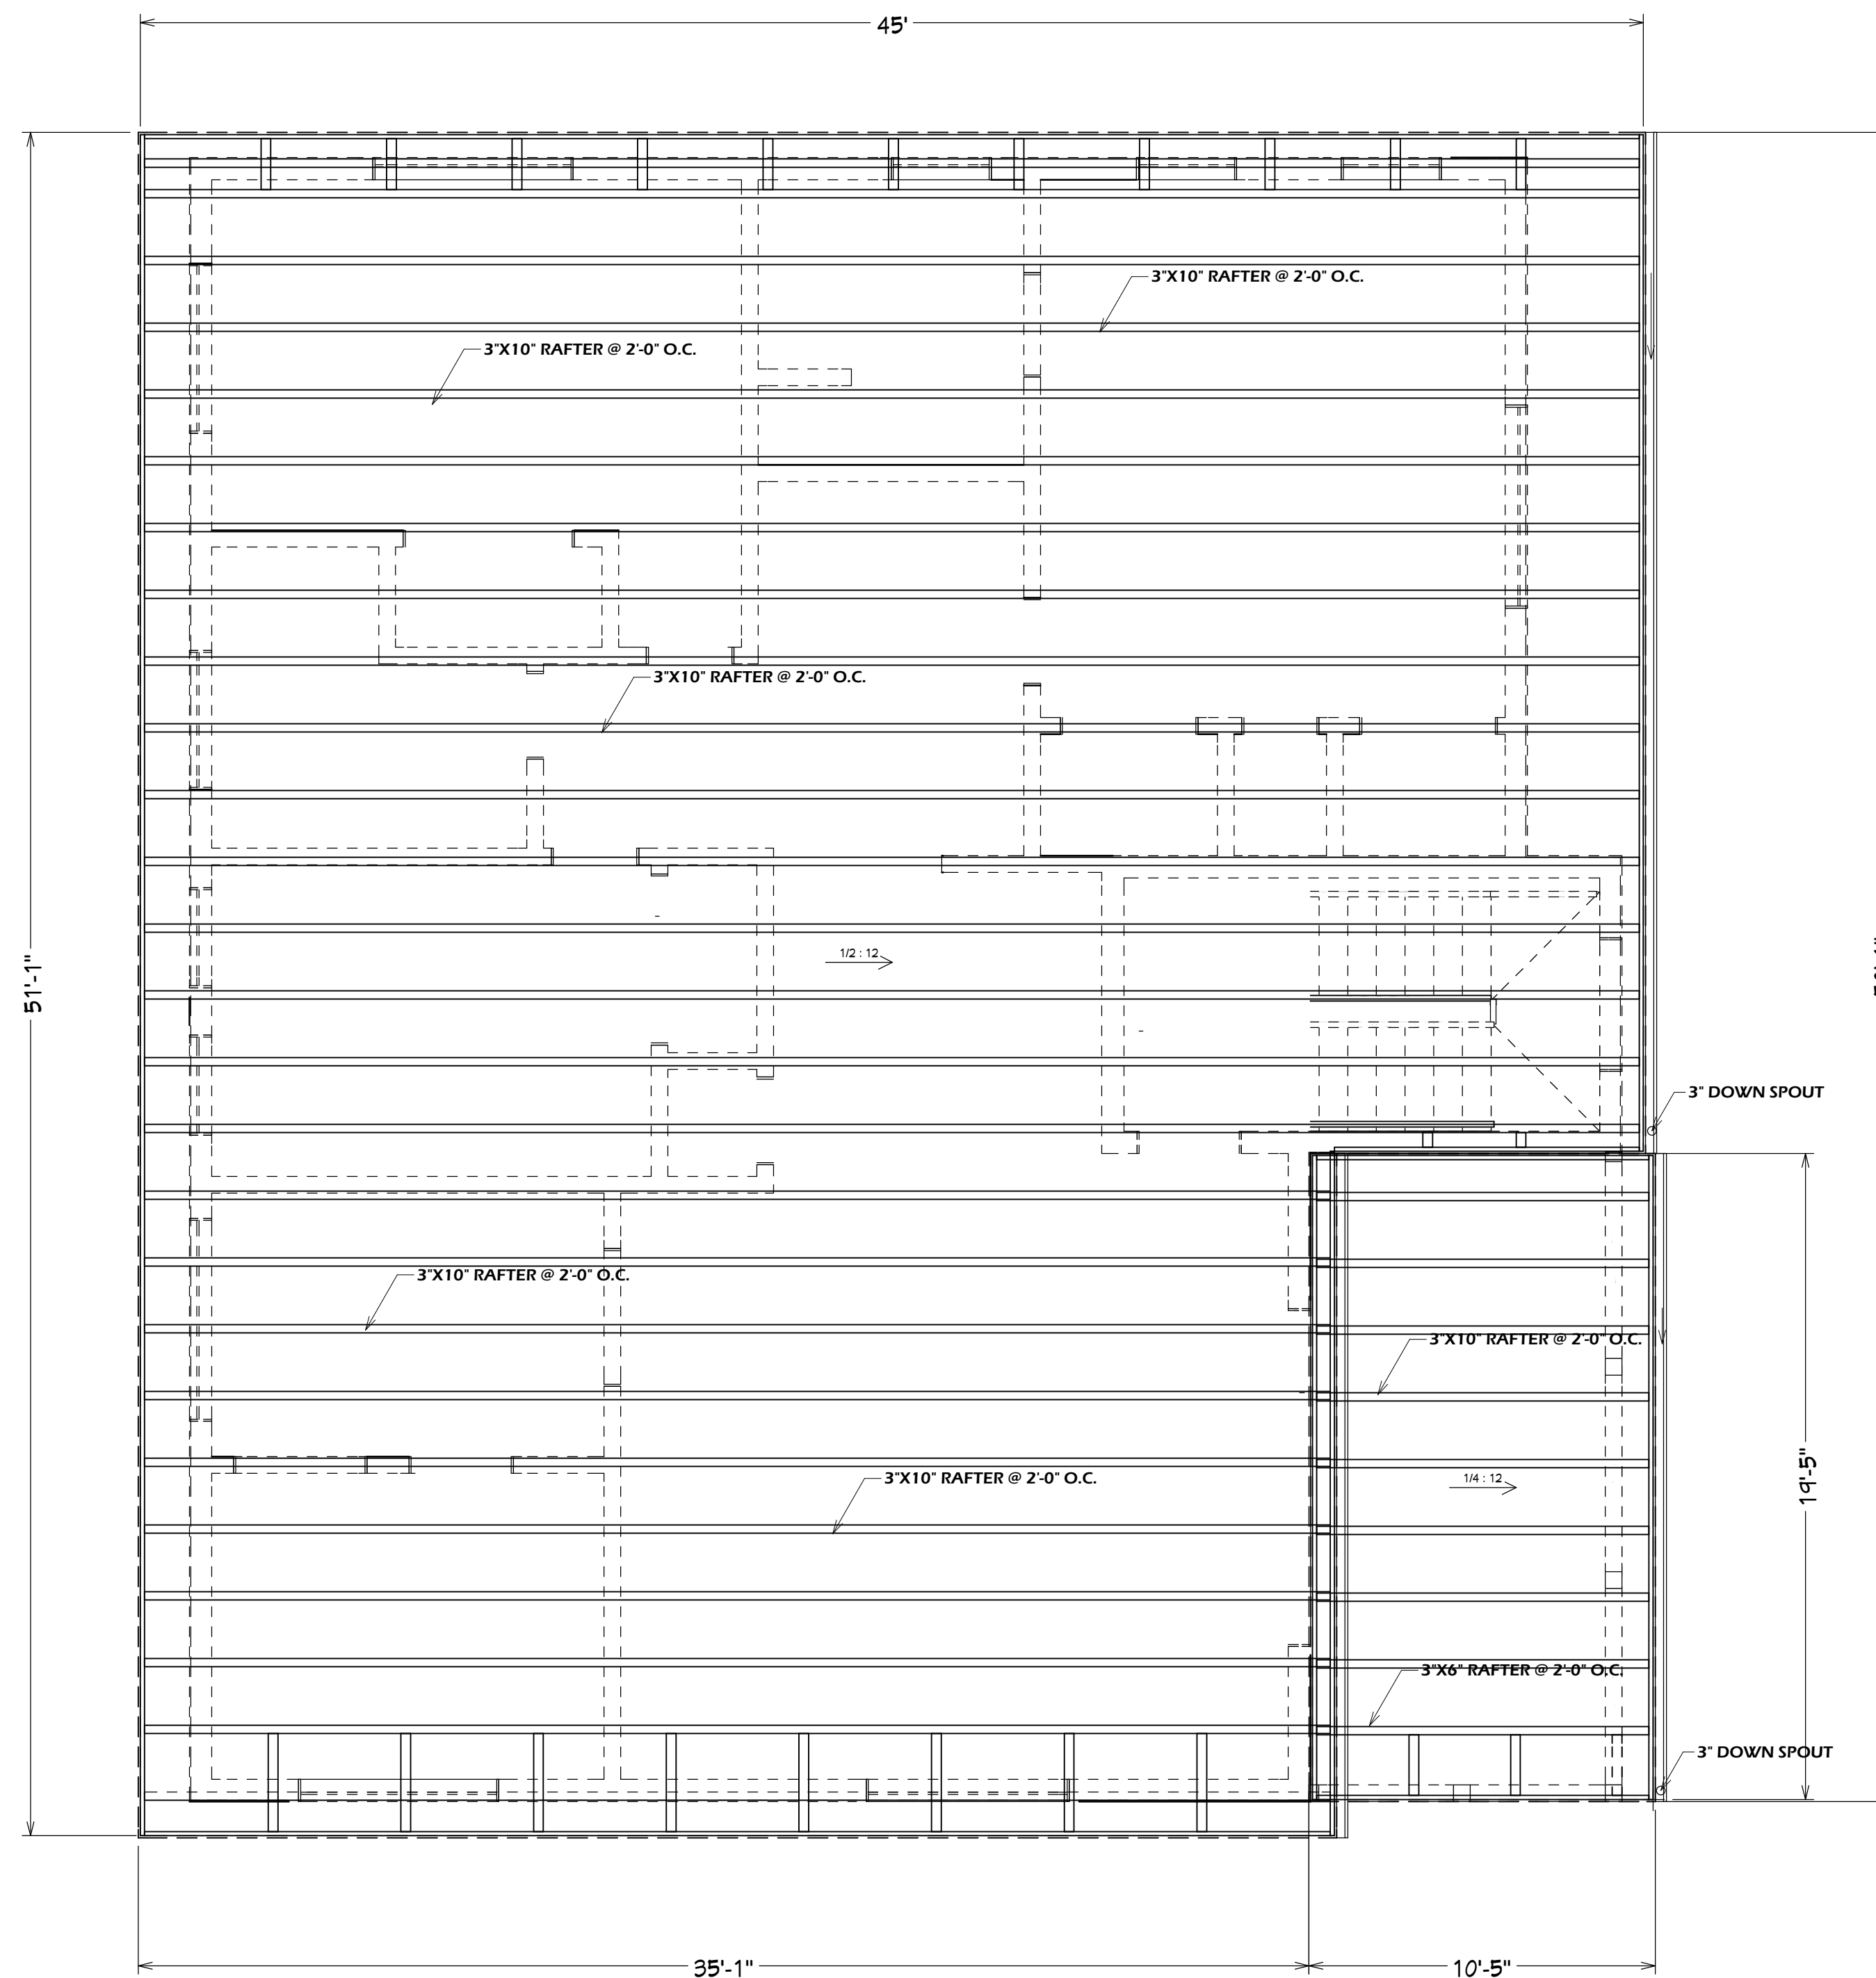 45'
3"X10" RAFTER @ 2'-0" O.C.
3"X10" RAFTER @ 2'-0" O.C.
3"X10" RAFTER @ 2'-0" O.C.
1/2 : 12
51'-1"
3" DOWN SPOUT
3"X10" RAFTER @ 2'-0" O.C.
3"X10" RAFTER @ 2'-0" O.C.
3"X10" RAFTER @ 2'-0" O.C.
1/4 : 12
19'-5"
3"X6" RAFTER @ 2'-0" O.C.
3" DOWN SPOUT
35'-1"
10'-5"